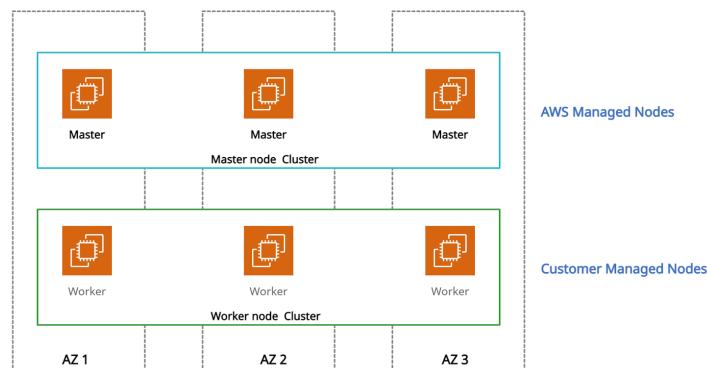 Master
Master
Master
AWS Managed Nodes
Master node Cluster
Worker
Worker
Worker
Customer Managed Nodes
Worker node Cluster
AZ 1
AZ 2
AZ 3